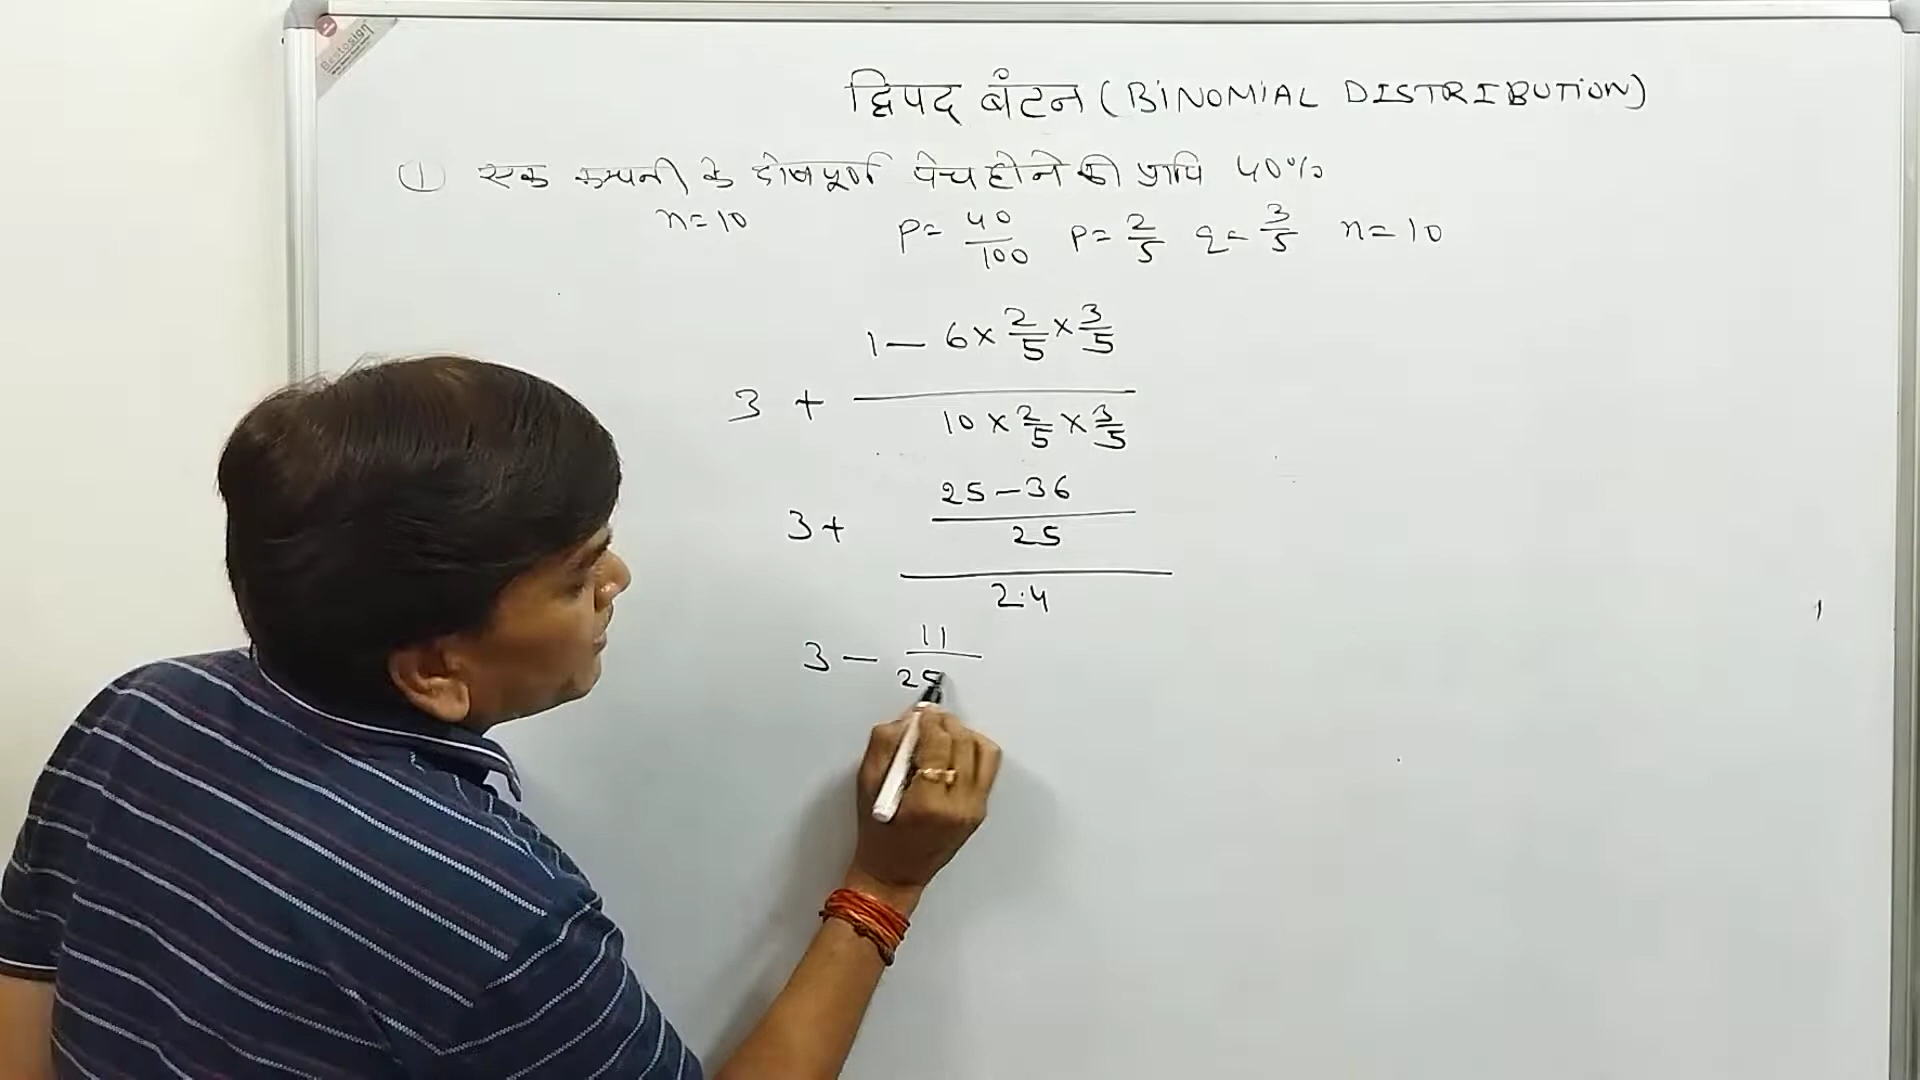 Bestosign
द्विपद बंटन (BINOMIAL DISTRIBUTION)
① एक कम्पनी के दोषपूर्ण पेच होने की प्रायि 40%
n=10 p= 40/100 p= 2/5 q= 3/5 n=10
1 - 6 × 2/5 × 3/5
3 +
10 × 2/5 × 3/5
25-36
3+
25
2.4
3 - 11/25